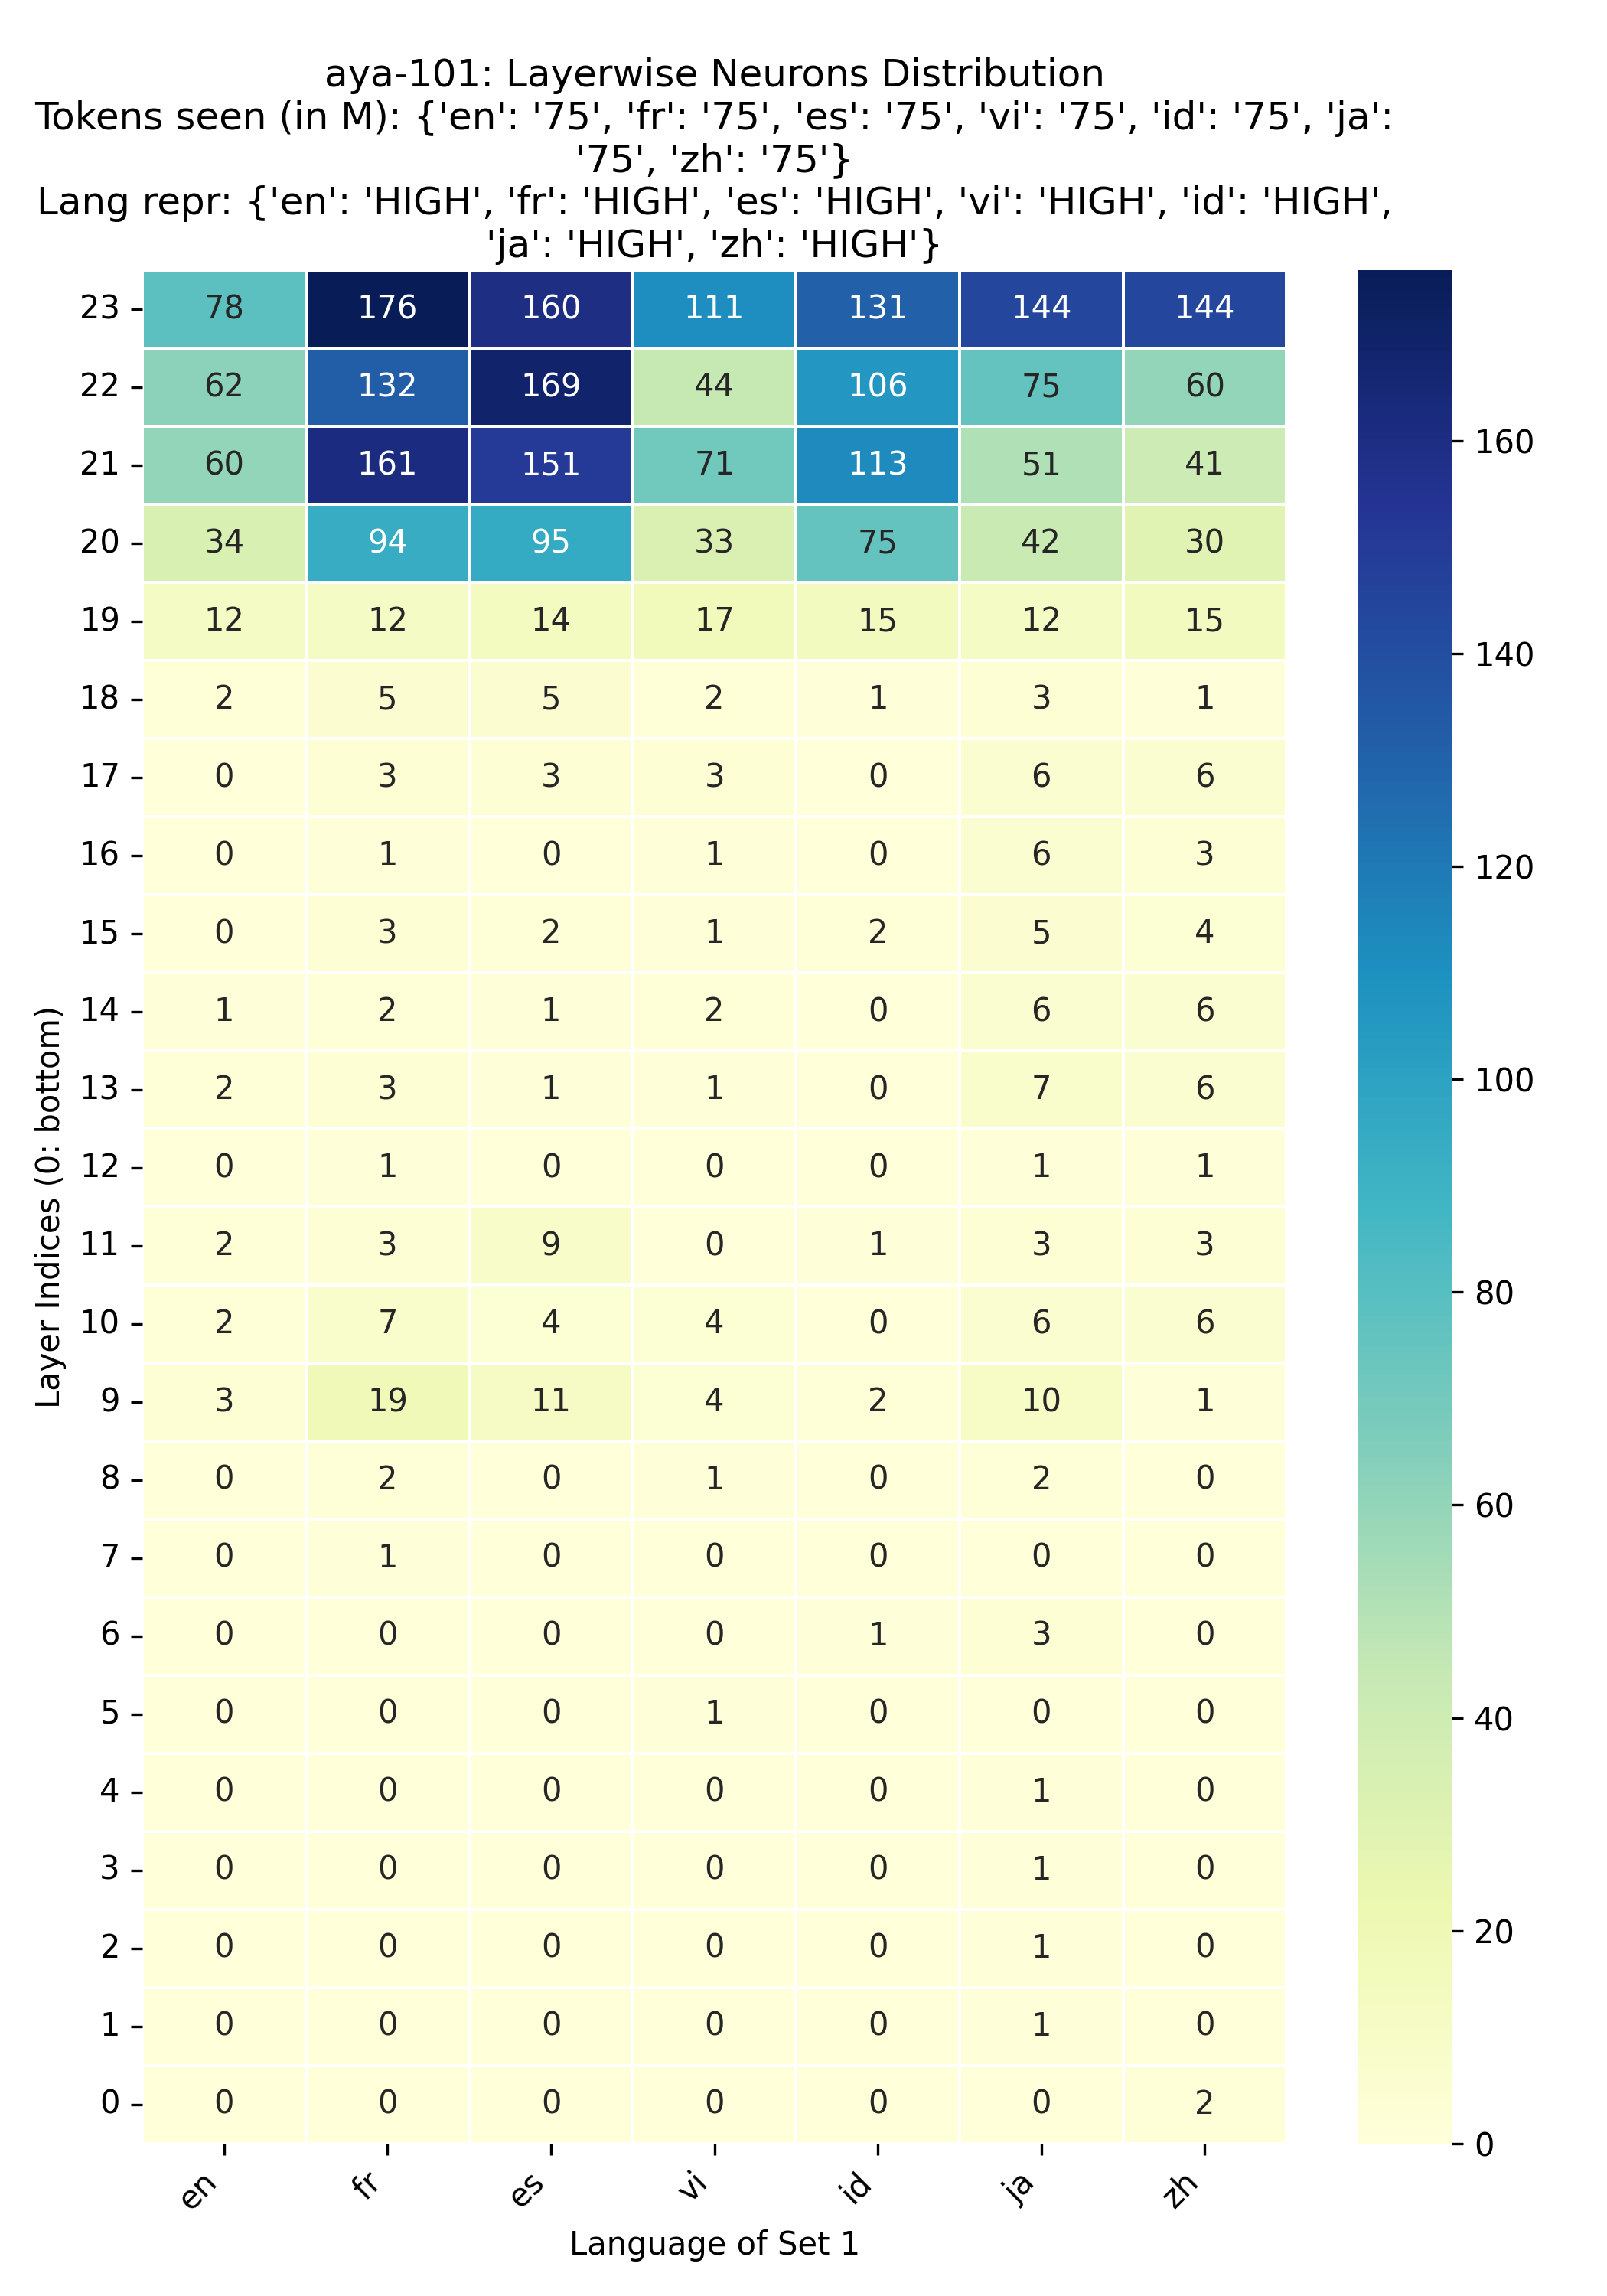 aya-101: Layerwise Neurons Distribution
Tokens seen (in M): {'en': '75', 'fr': '75', 'es': '75', 'vi': '75', 'id': '75', 'ja':
'75', 'zh': '75'}
Lang repr: {'en': 'HIGH', 'fr': 'HIGH', 'es': 'HIGH', 'vi': 'HIGH', 'id': 'HIGH',
'ja': 'HIGH', 'zh': 'HIGH'}
23 78 176 160 111 131 144 144
22 62 132 169 44 106 75 60
21 60 161 151 71 113 51 41
20 34 94 95 33 75 42 30
19 12 12 14 17 15 12 15
18 2 5 5 2 1 3 1
17 0 3 3 3 0 6 6
16 0 1 0 1 0 6 3
15 0 3 2 1 2 5 4
14 1 2 1 2 0 6 6
13 2 3 1 1 0 7 6
12 0 1 0 0 0 1 1
11 2 3 9 0 1 3 3
10 2 7 4 4 0 6 6
9 3 19 11 4 2 10 1
8 0 2 0 1 0 2 0
7 0 1 0 0 0 0 0
6 0 0 0 0 1 3 0
5 0 0 0 1 0 0 0
4 0 0 0 0 0 1 0
3 0 0 0 0 0 1 0
2 0 0 0 0 0 1 0
1 0 0 0 0 0 1 0
0 0 0 0 0 0 0 2
en fr es vi id ja zh
Language of Set 1
Layer Indices (0: bottom)
160
140
120
100
80
60
40
20
0